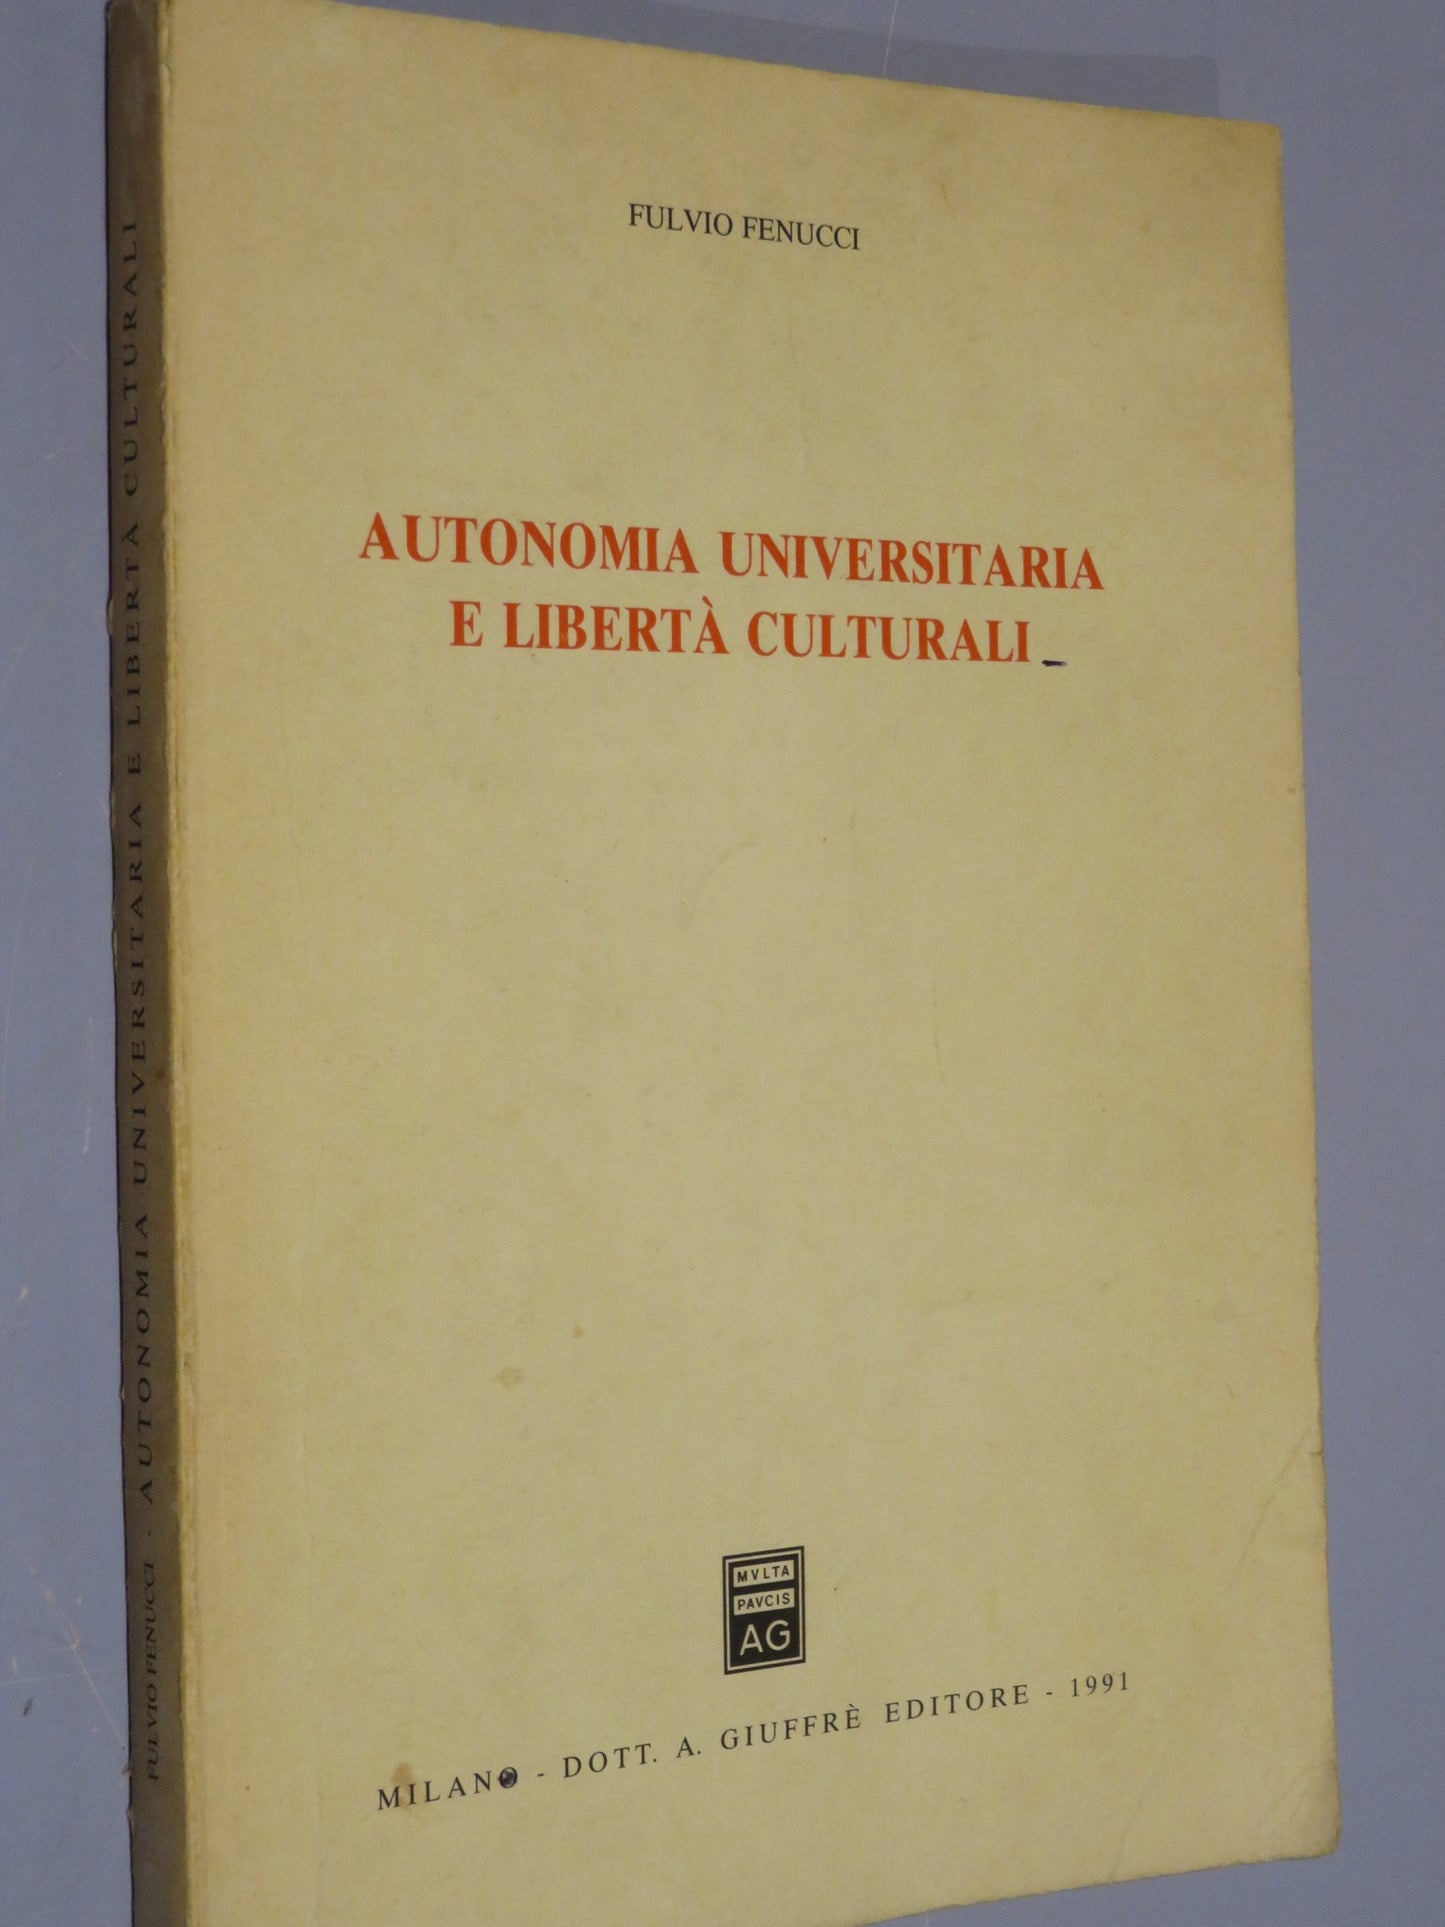 FULVIO FENUCCI
AUTONOMIA UNIVERSITARIA
E LIBERTÀ CULTURALI
MVLTA
PAVCIS
AG
MILANO - DOTT. A. GIUFFRÈ EDITORE - 1991
FULVIO FENUCCI - AUTONOMIA UNIVERSITARIA E LIBERTÀ CULTURALI